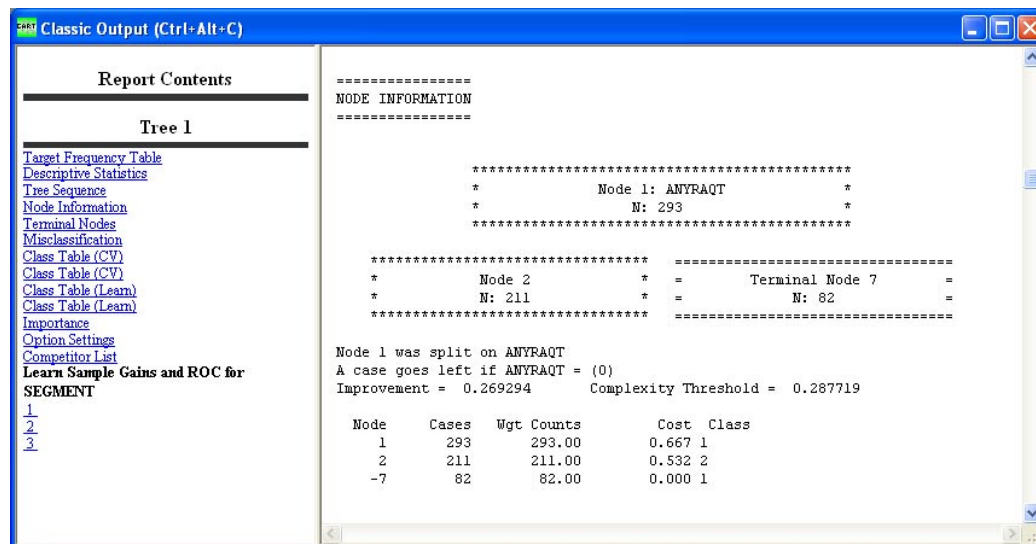 CART Classic Output (Ctrl+Alt+C)
Report Contents
Tree 1
Target Frequency Table
Descriptive Statistics
Tree Sequence
Node Information
Terminal Nodes
Misclassification
Class Table (CV)
Class Table (CV)
Class Table (Learn)
Class Table (Learn)
Importance
Option Settings
Competitor List
Learn Sample Gains and ROC for
SEGMENT
1
2
3
================
NODE INFORMATION
================
*********************************************
* Node 1: ANYRAQT *
* N: 293 *
*********************************************
********************************* =================================
* Node 2 * = Terminal Node 7 =
* N: 211 * = N: 82 =
********************************* =================================
Node 1 was split on ANYRAQT
A case goes left if ANYRAQT = (0)
Improvement = 0.269294 Complexity Threshold = 0.287719
Node Cases Wgt Counts Cost Class
1 293 293.00 0.667 1
2 211 211.00 0.532 2
-7 82 82.00 0.000 1